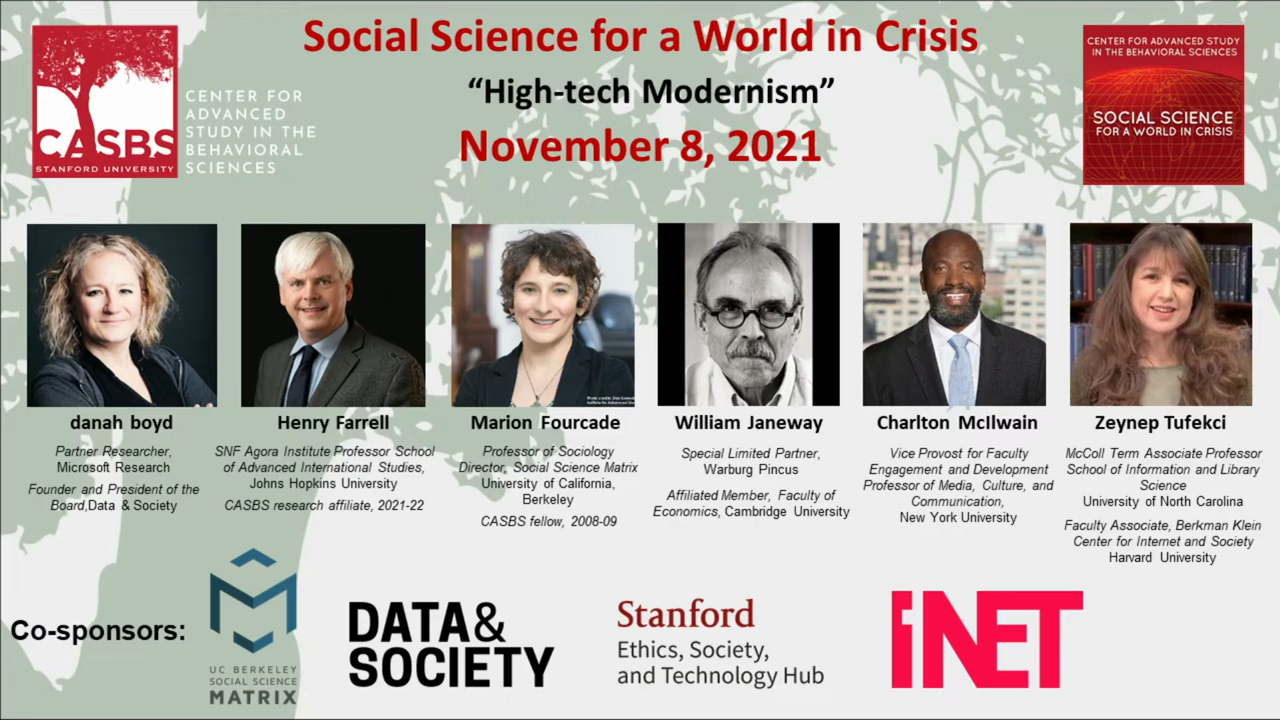 Social Science for a World in Crisis
“High-tech Modernism”
November 8, 2021
CASBS
STANFORD UNIVERSITY
CENTER FOR
ADVANCED
STUDY IN THE
BEHAVIORAL
SCIENCES
CENTER FOR ADVANCED STUDY
IN THE BEHAVIORAL SCIENCES
SOCIAL SCIENCE
FOR A WORLD IN CRISIS
danah boyd
Partner Researcher,
Microsoft Research
Founder and President of the
Board,Data & Society
Henry Farrell
SNF Agora Institute Professor School
of Advanced International Studies,
Johns Hopkins University
CASBS research affiliate, 2021-22
Marion Fourcade
Professor of Sociology
Director, Social Science Matrix
University of California,
Berkeley
CASBS fellow, 2008-09
William Janeway
Special Limited Partner,
Warburg Pincus
Affiliated Member, Faculty of
Economics, Cambridge University
Charlton McIlwain
Vice Provost for Faculty
Engagement and Development
Professor of Media, Culture, and
Communication,
New York University
Zeynep Tufekci
McColl Term Associate Professor
School of Information and Library
Science
University of North Carolina
Faculty Associate, Berkman Klein
Center for Internet and Society
Harvard University
Co-sponsors:
UC BERKELEY
SOCIAL SCIENCE
MATRIX
DATA&
SOCIETY
Stanford
Ethics, Society,
and Technology Hub
iNET